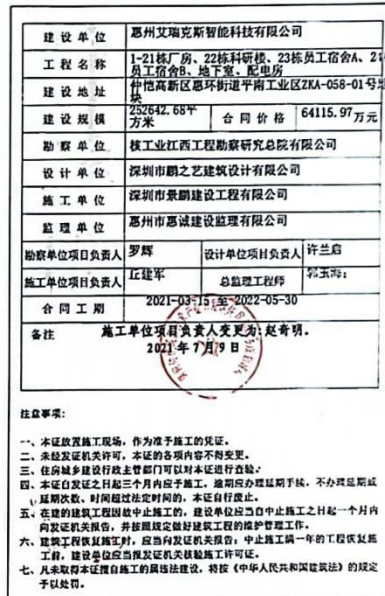 建设单位 惠州艾瑞克斯智能科技有限公司
工程名称 1-21栋厂房、22栋科研楼、23栋员工宿舍A、24
员工宿舍B、地下室、配电房
建设地址 仲恺高新区惠环街道平南工业区ZKA-058-01号地
块
建设规模 252642.68平
方米 合同价格 64115.97万元
勘察单位 核工业江西工程勘察研究总院有限公司
设计单位 深圳市鹏之艺建筑设计有限公司
施工单位 深圳市景鹏建设工程有限公司
监理单位 惠州市惠诚建设监理有限公司
勘察单位项目负责人 罗辉 设计单位项目负责人 许兰启
施工单位项目负责人 丘建军 总监理工程师 郭玉海;
合同工期 2021-03-15 至 2022-05-30
备注 施工单位项目负责人变更为:赵奇明。
2021年7月9日
注意事项:
一、本证放置施工现场，作为准予施工的凭证。
二、未经发证机关许可，本证的各项内容不得变更。
三、住房城乡建设行政主管部门可以对本证进行查验。
四、本证自发证之日起三个月内应予施工，逾期应办理延期手续，不办理延期或
延期次数、时间超过法定时间的，本证自行废止。
五、在建的建筑工程因故中止施工的，建设单位应当自中止施工之日起一个月内
向发证机关报告，并按照规定做好建筑工程的维护管理工作。
六、建筑工程恢复施工时，应当向发证机关报告；中止施工满一年的工程恢复施
工前，建设单位应当报发证机关核验施工许可证。
七、凡未取得本证擅自施工的属违法建设，将按《中华人民共和国建筑法》的规定
予以处罚。